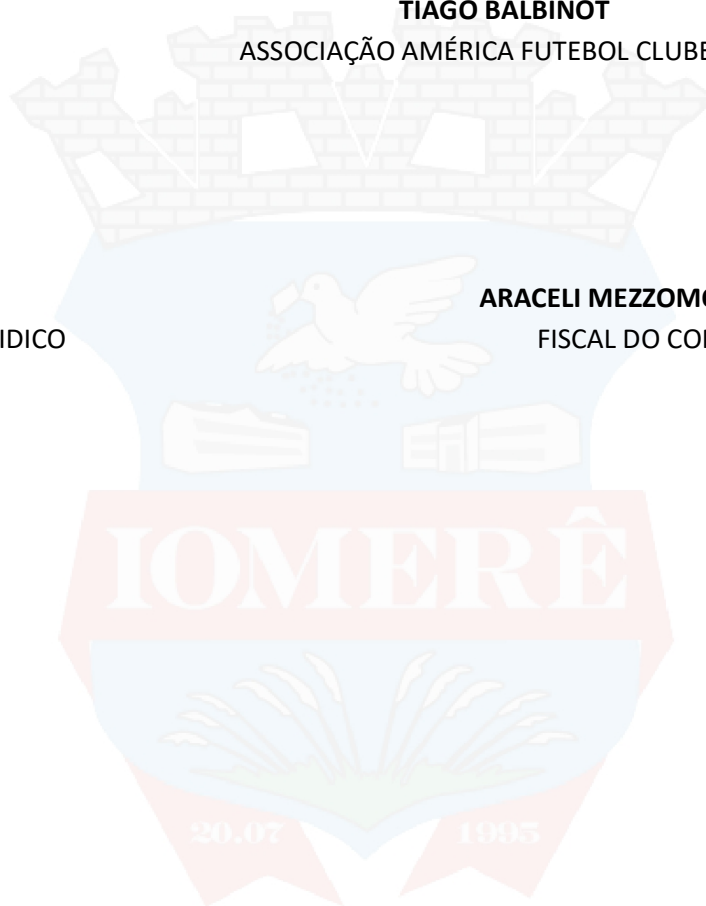 TIAGO BALBINOT
ASSOCIAÇÃO AMÉRICA FUTEBOL CLUBE
ARACELI MEZZOMO
IDICO FISCAL DO CO
IOMERÊ
20.07 1995